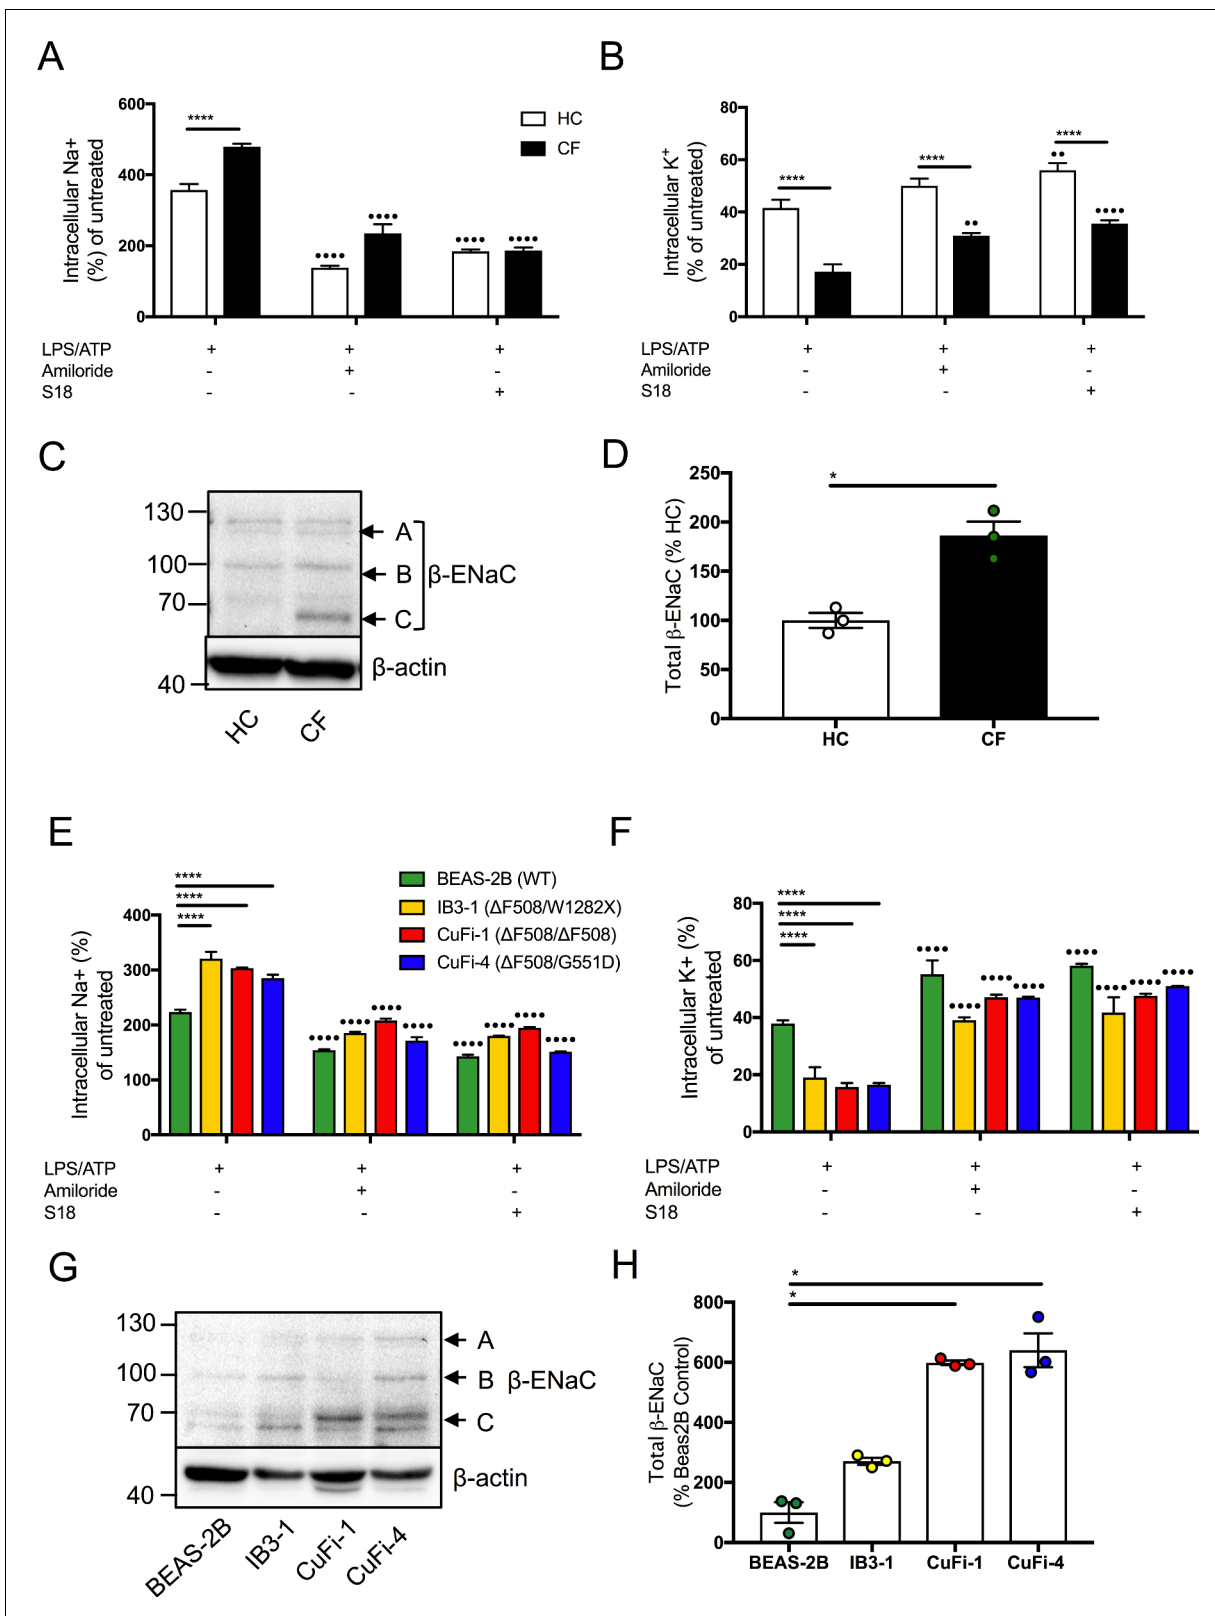 A
Intracellular Na+
(%) of untreated
600
400
200
0
****
•••• •••• •••• ••••
HC
CF
LPS/ATP + + +
Amiloride - + -
S18 - - +
B
Intracellular K+
(% of untreated)
80
60
40
20
0
**** **** ****
•• •• ••••
LPS/ATP + + +
Amiloride - + -
S18 - - +
C
130
100
70
40
A
B β-ENaC
C
β-actin
HC CF
D
Total β-ENaC (% HC)
250
200
150
100
50
0
*
HC CF
E
Intracellular Na+ (%)
of untreated
400
300
200
100
0
****
****
****
•••• •••• •••• •••• •••• •••• •••• ••••
BEAS-2B (WT)
IB3-1 (ΔF508/W1282X)
CuFi-1 (ΔF508/ΔF508)
CuFi-4 (ΔF508/G551D)
LPS/ATP + + +
Amiloride - + -
S18 - - +
F
Intracellular K+ (%)
of untreated
80
60
40
20
0
****
****
****
•••• •••• •••• •••• •••• •••• •••• ••••
LPS/ATP + + +
Amiloride - + -
S18 - - +
G
130
100
70
40
A
B β-ENaC
C
β-actin
BEAS-2B IB3-1 CuFi-1 CuFi-4
H
Total β-ENaC
(% Beas2B Control)
800
600
400
200
0
*
*
BEAS-2B IB3-1 CuFi-1 CuFi-4